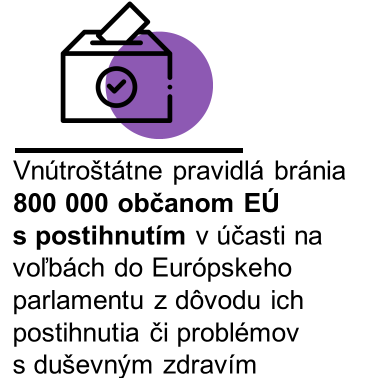 Vnútroštátne pravidlá bránia
800 000 občanom EÚ
s postihnutím v účasti na
voľbách do Európskeho
parlamentu z dôvodu ich
postihnutia či problémov
s duševným zdravím